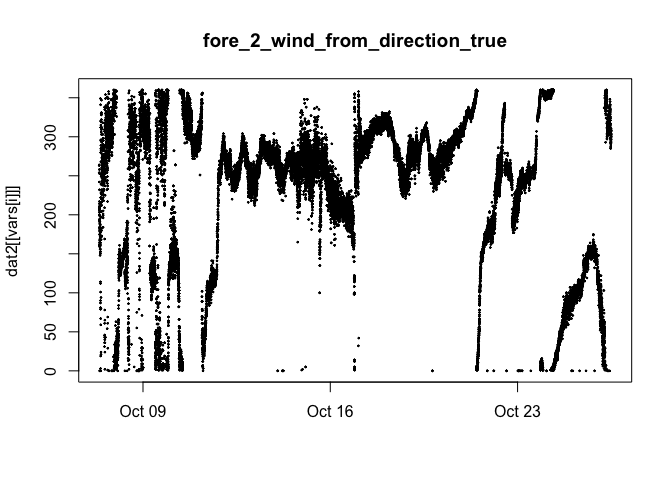 fore_2_wind_from_direction_true
dat2[[vars[i]]]
300
100
50
0
Oct 09
Oct 16
Oct 23
200